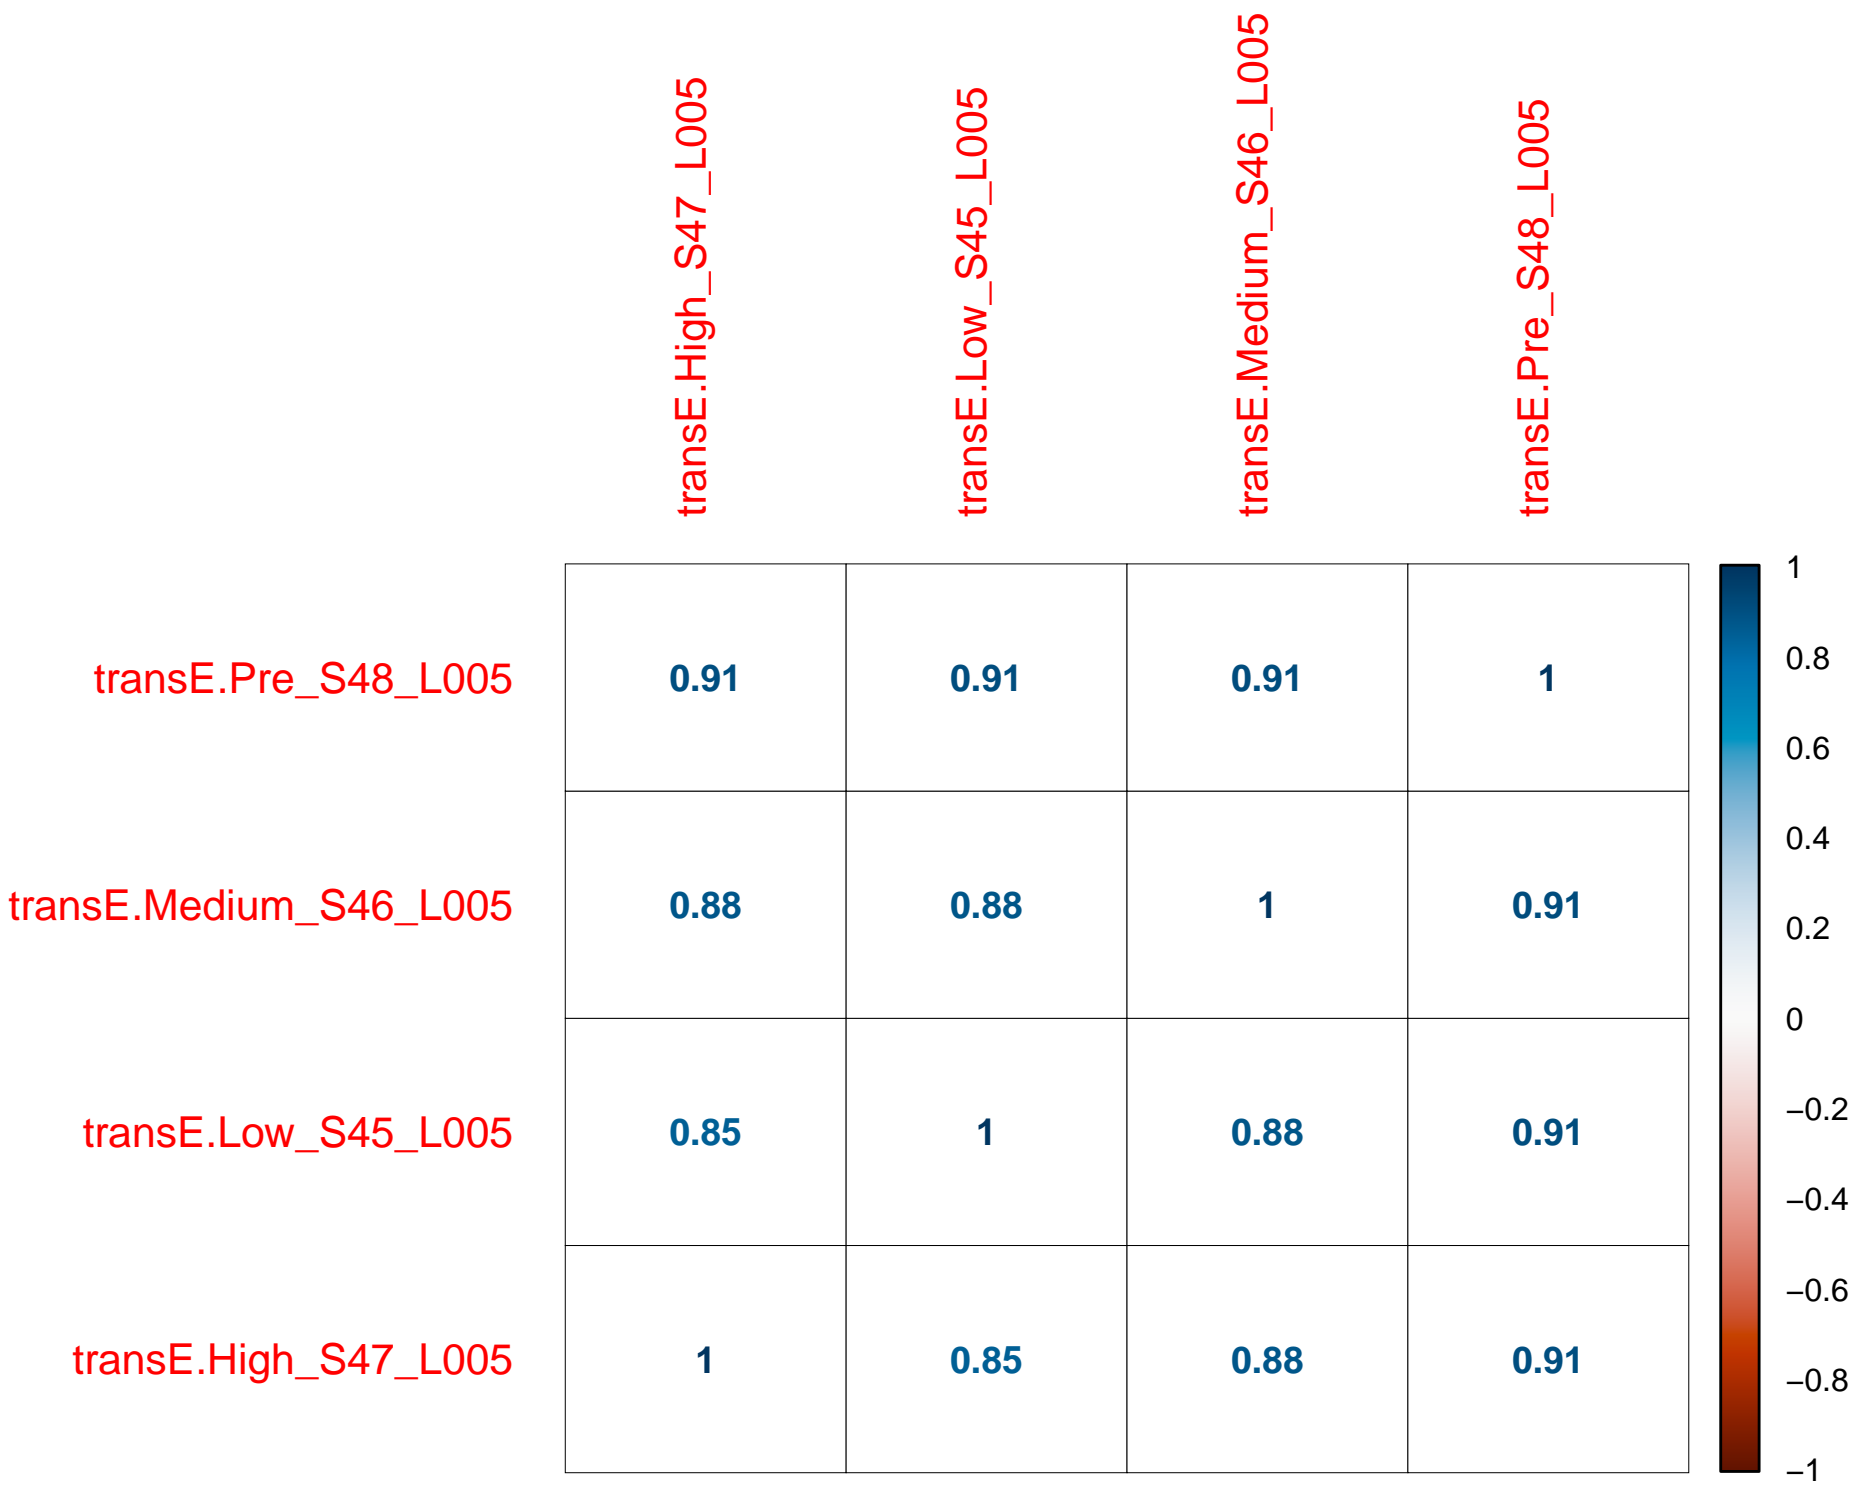 transE.High_S47_L005
transE.Low_S45_L005
transE.Medium_S46_L005
transE.Pre_S48_L005
transE.Pre_S48_L005 0.91 0.91 0.91 1
transE.Medium_S46_L005 0.88 0.88 1 0.91
transE.Low_S45_L005 0.85 1 0.88 0.91
transE.High_S47_L005 1 0.85 0.88 0.91
1
0.8
0.6
0.4
0.2
0
−0.2
−0.4
−0.6
−0.8
−1